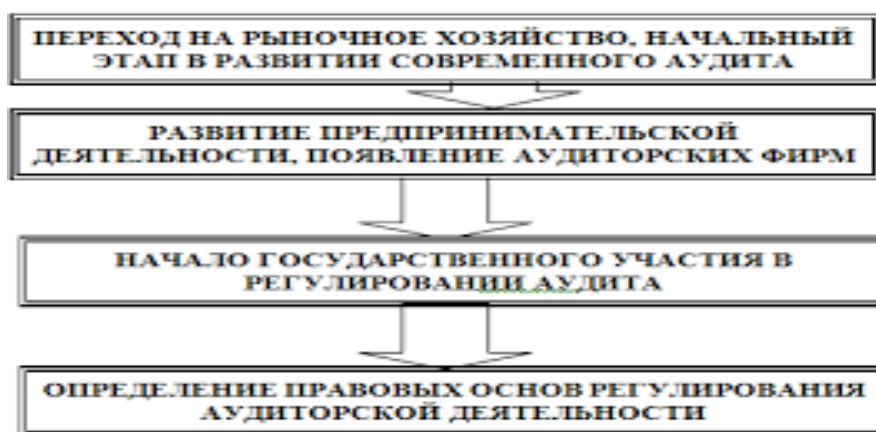 ПЕРЕХОД НА РЫНОЧНОЕ ХОЗЯЙСТВО, НАЧАЛЬНЫЙ
ЭТАП В РАЗВИТИИ СОВРЕМЕННОГО АУДИТА
РАЗВИТИЕ ПРЕДПРИНИМАТЕЛЬСКОЙ
ДЕЯТЕЛЬНОСТИ, ПОЯВЛЕНИЕ АУДИТОРСКИХ ФИРМ
НАЧАЛО ГОСУДАРСТВЕННОГО УЧАСТИЯ В
РЕГУЛИРОВАНИИ АУДИТА
ОПРЕДЕЛЕНИЕ ПРАВОВЫХ ОСНОВ РЕГУЛИРОВАНИЯ
АУДИТОРСКОЙ ДЕЯТЕЛЬНОСТИ